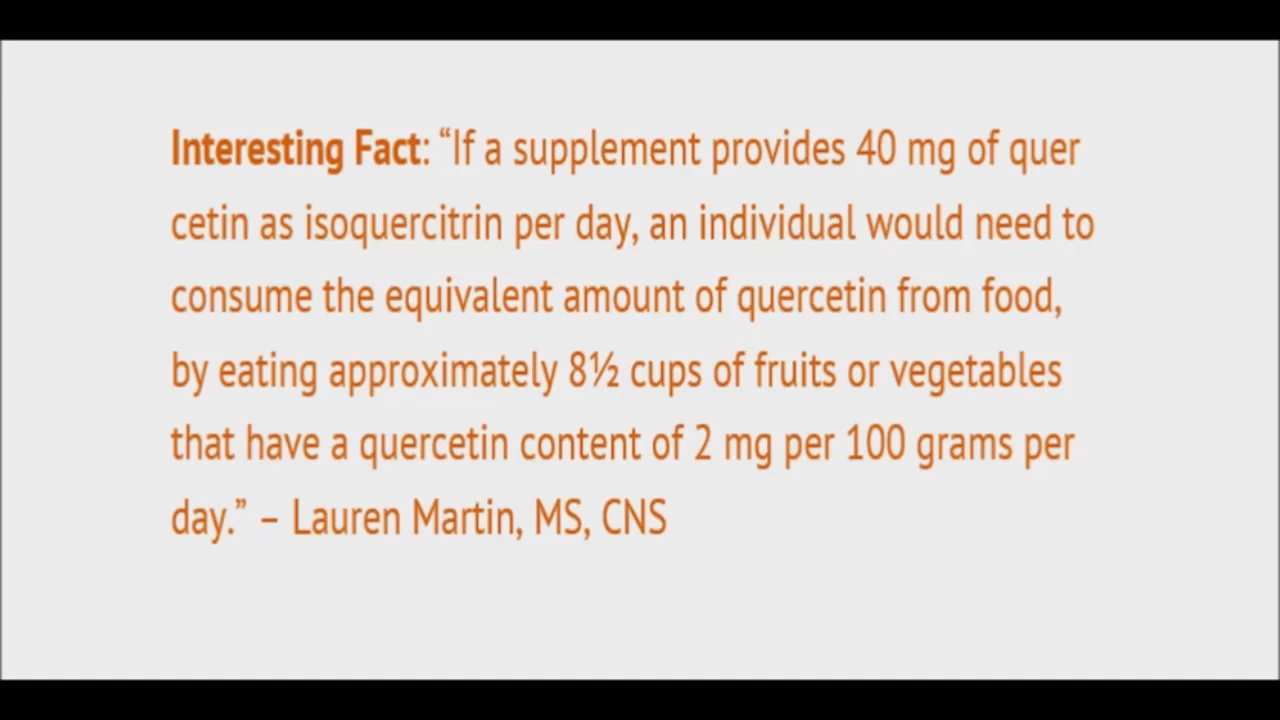 Interesting Fact: “If a supplement provides 40 mg of quer
cetin as isoquercitrin per day, an individual would need to
consume the equivalent amount of quercetin from food,
by eating approximately 8½ cups of fruits or vegetables
that have a quercetin content of 2 mg per 100 grams per
day.” – Lauren Martin, MS, CNS